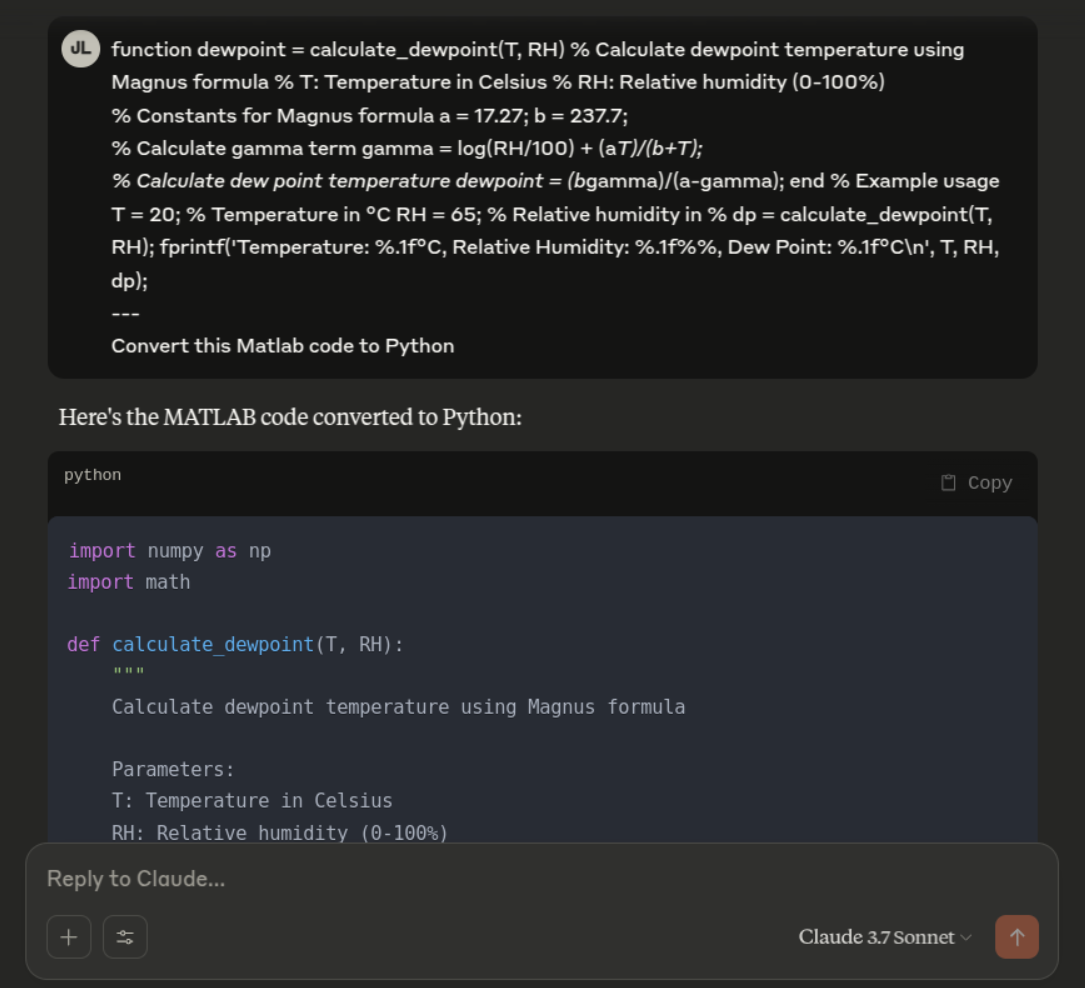 JL
function dewpoint = calculate_dewpoint(T, RH) % Calculate dewpoint temperature using
Magnus formula % T: Temperature in Celsius % RH: Relative humidity (0-100%)
% Constants for Magnus formula a = 17.27; b = 237.7;
% Calculate gamma term gamma = log(RH/100) + (aT)/(b+T);
% Calculate dew point temperature dewpoint = (bgamma)/(a-gamma); end % Example usage
T = 20; % Temperature in °C RH = 65; % Relative humidity in % dp = calculate_dewpoint(T,
RH); fprintf('Temperature: %.1f°C, Relative Humidity: %.1f%%, Dew Point: %.1f°C\n', T, RH,
dp);
---
Convert this Matlab code to Python
Here's the MATLAB code converted to Python:
python
Copy
import numpy as np
import math
def calculate_dewpoint(T, RH):
"""
Calculate dewpoint temperature using Magnus formula
Parameters:
T: Temperature in Celsius
RH: Relative humidity (0-100%)
Reply to Claude...
Claude 3.7 Sonnet